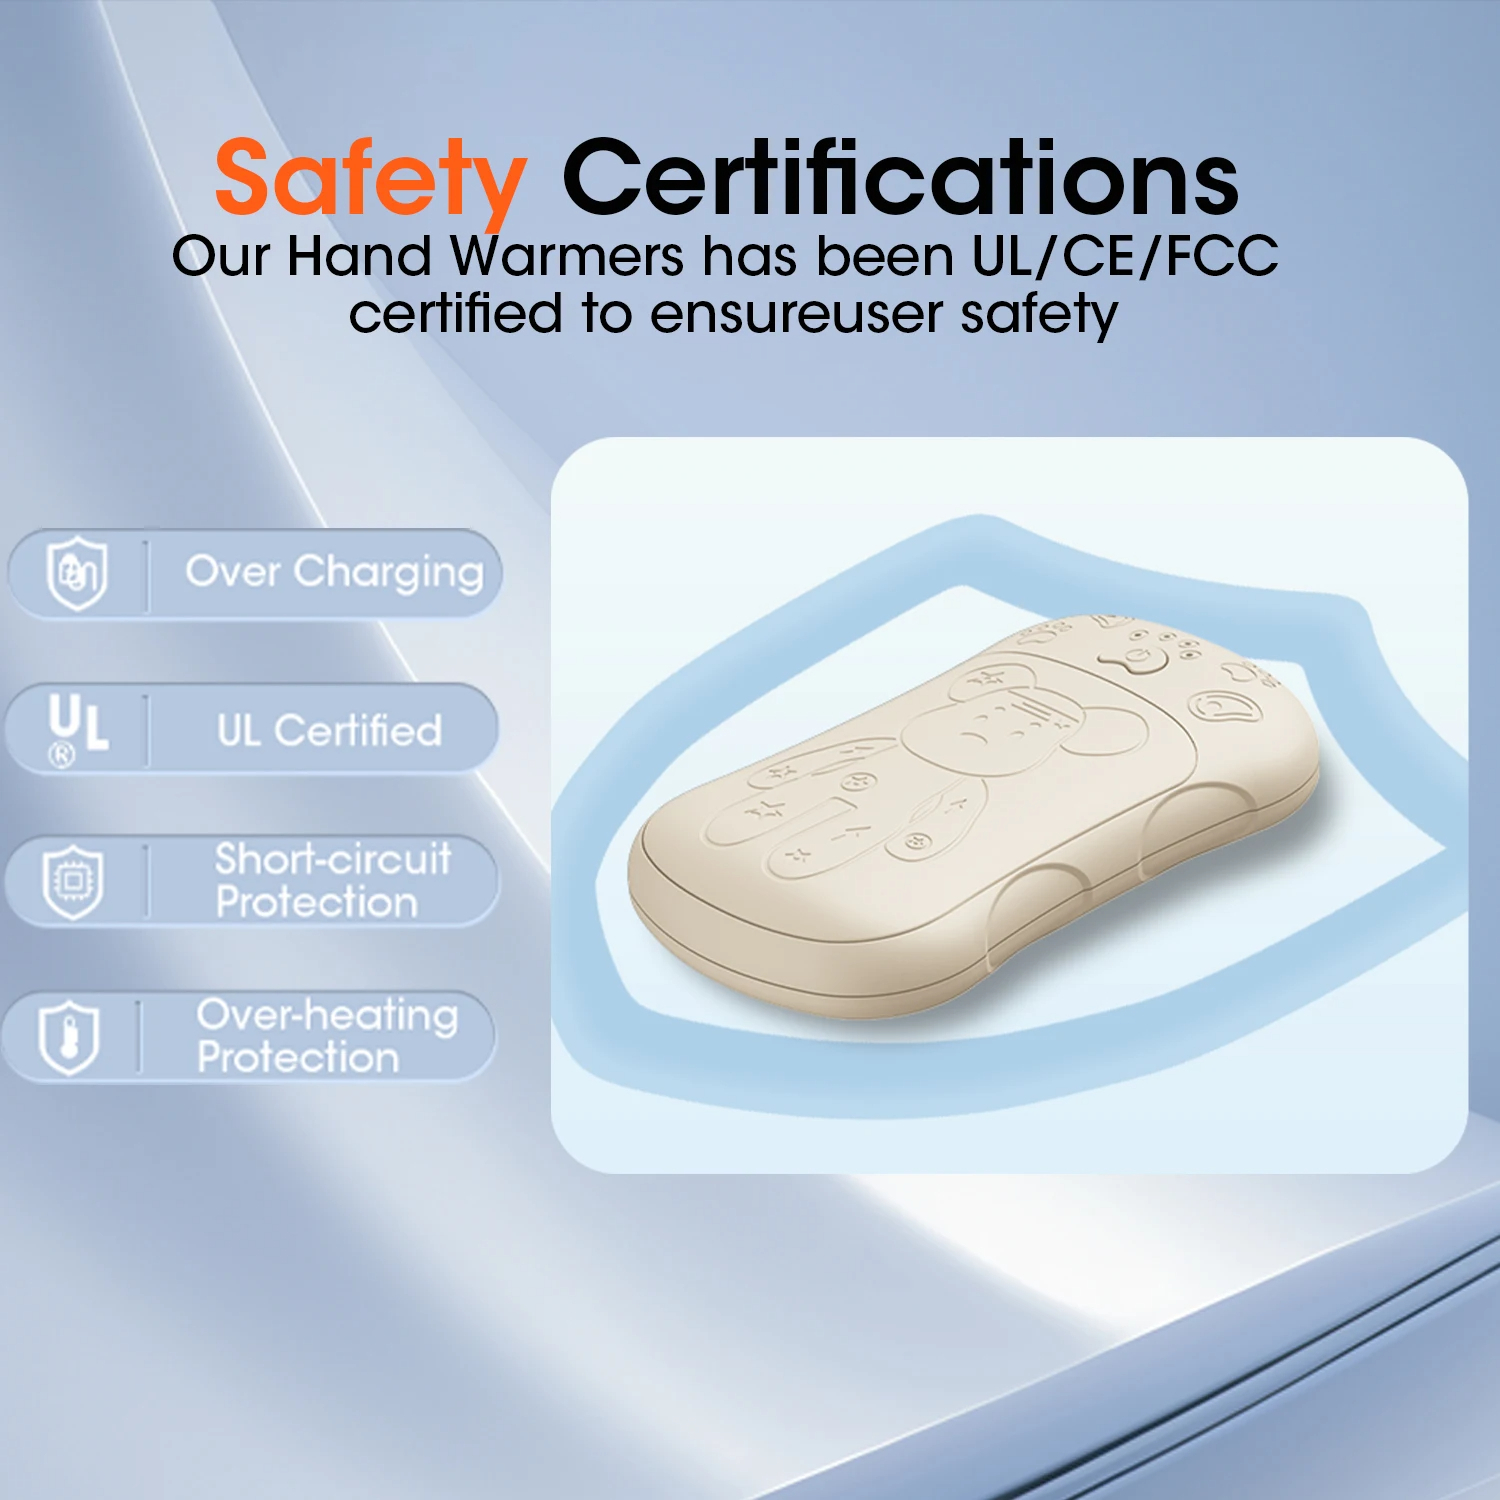 Safety Certifications
Our Hand Warmers has been UL/CE/FCC
certified to ensureuser safety
Over Charging
UL
®
UL Certified
Short-circuit
Protection
Over-heating
Protection